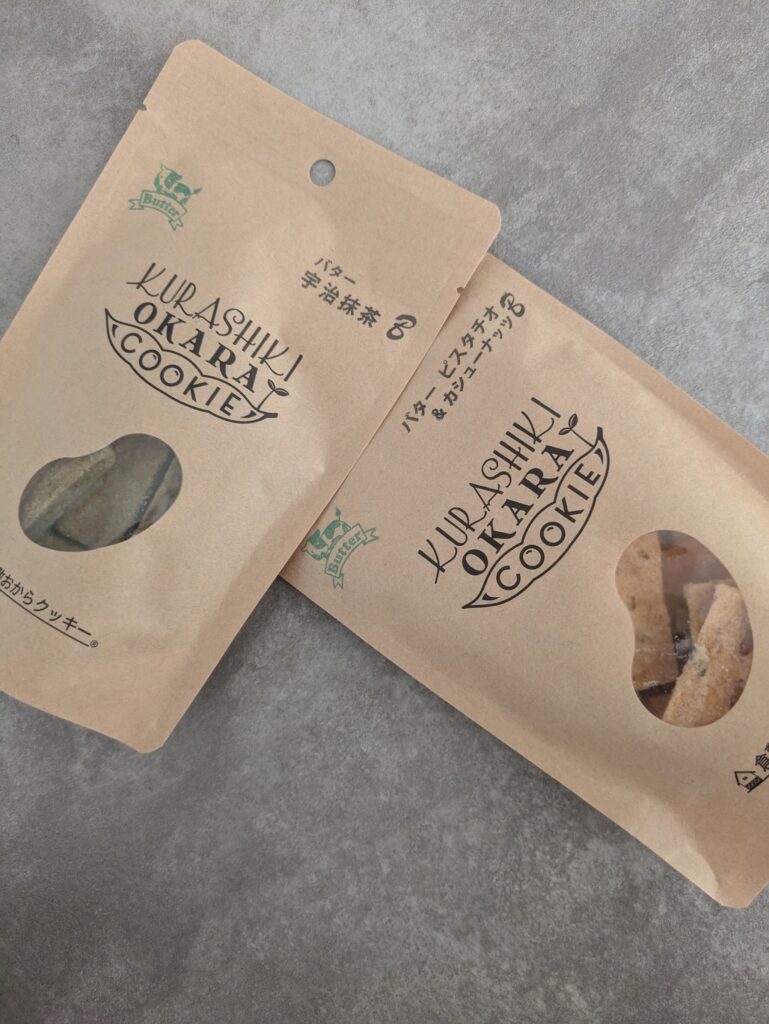 Butter
バター
宇治抹茶
KURASHIKI
OKARA
COOKIE
おからクッキー®
バター ピスタチオ
& カシューナッツ
KURASHIKI
OKARA
COOKIE
Butter
倉